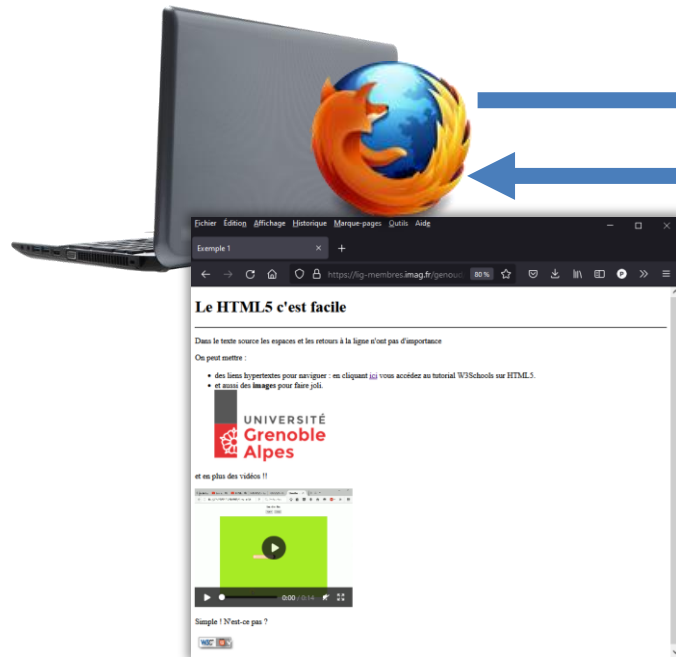 Fichier Édition Affichage Historique Marque-pages Outils Aide
Exemple 1
https://lig-membres.imag.fr/genoud 80 %
Le HTML5 c'est facile
Dans le texte source les espaces et les retours à la ligne n'ont pas d'importance
On peut mettre :
des liens hypertextes pour naviguer : en cliquant ici vous accédez au tutorial W3Schools sur HTML5.
et aussi des images pour faire joli.
UNIVERSITÉ
Grenoble
Alpes
et en plus des vidéos !!
0:00 / 0:14
Simple ! N'est-ce pas ?
W3C